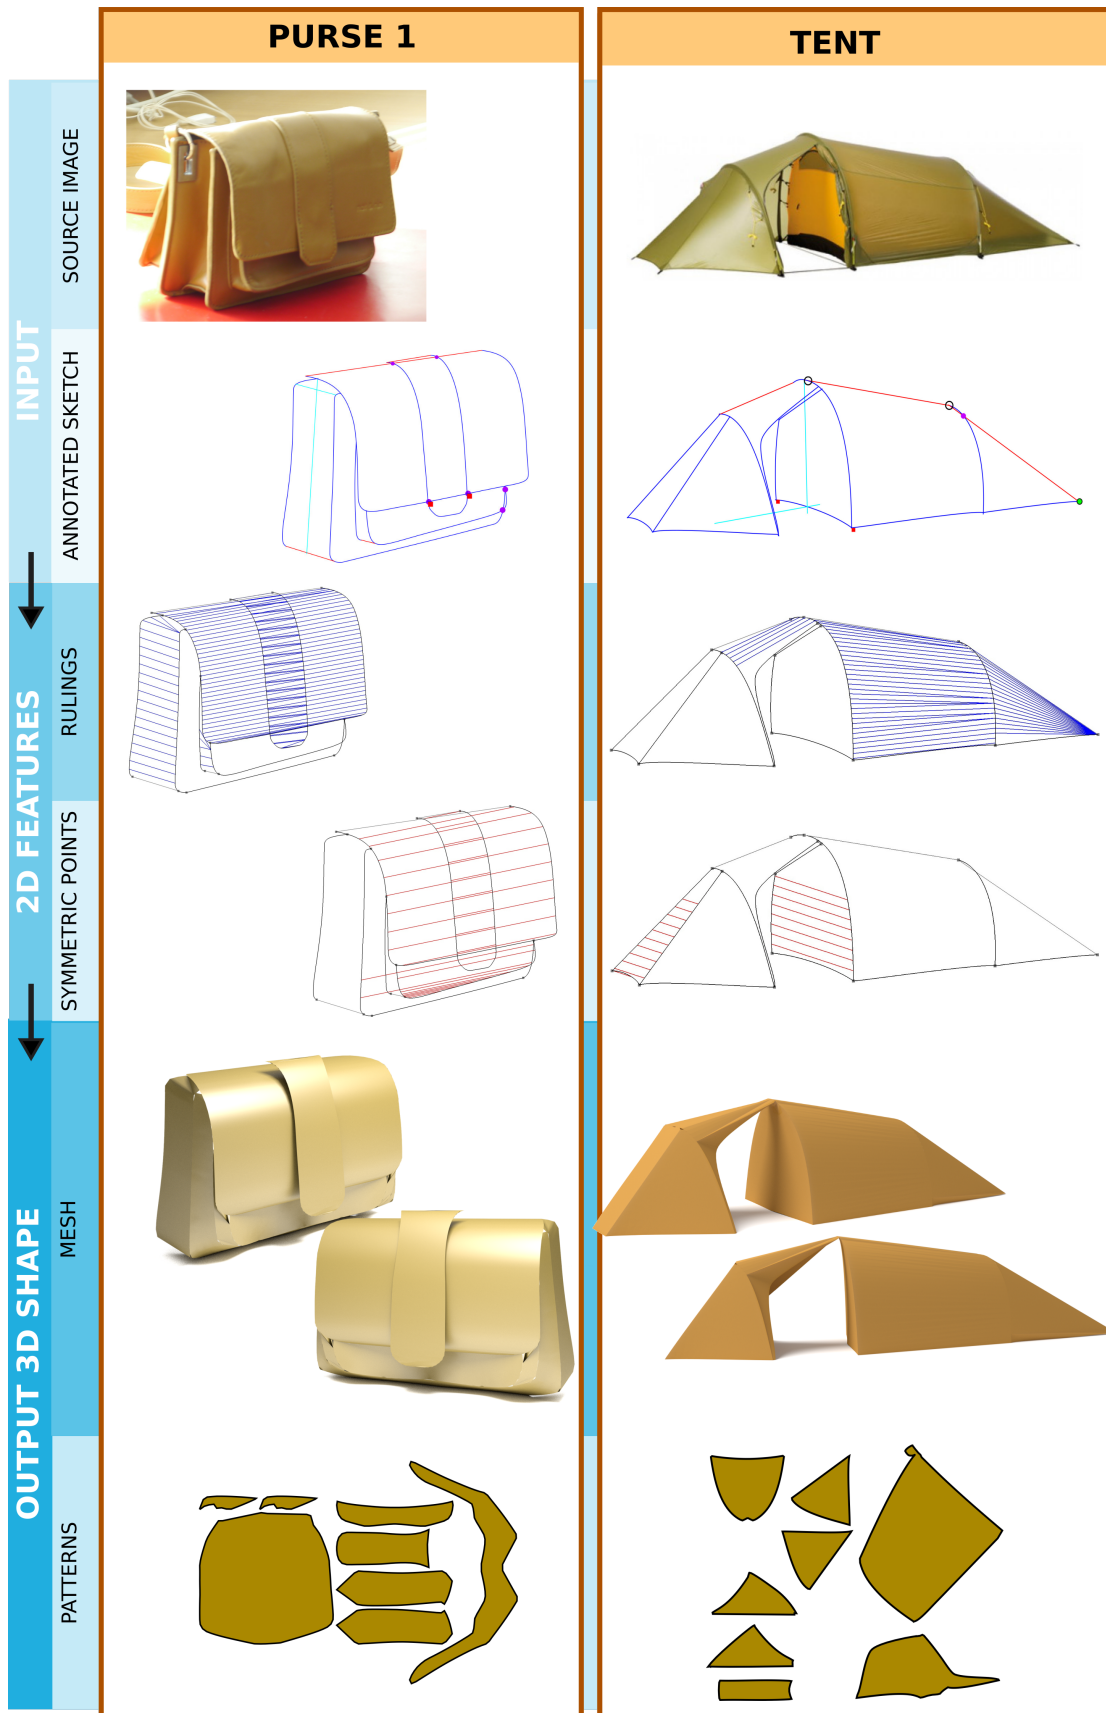 PURSE 1
TENT
INPUT
SOURCE IMAGE
ANNOTATED SKETCH
2D FEATURES
RULINGS
SYMMETRIC POINTS
OUTPUT 3D SHAPE
MESH
PATTERNS